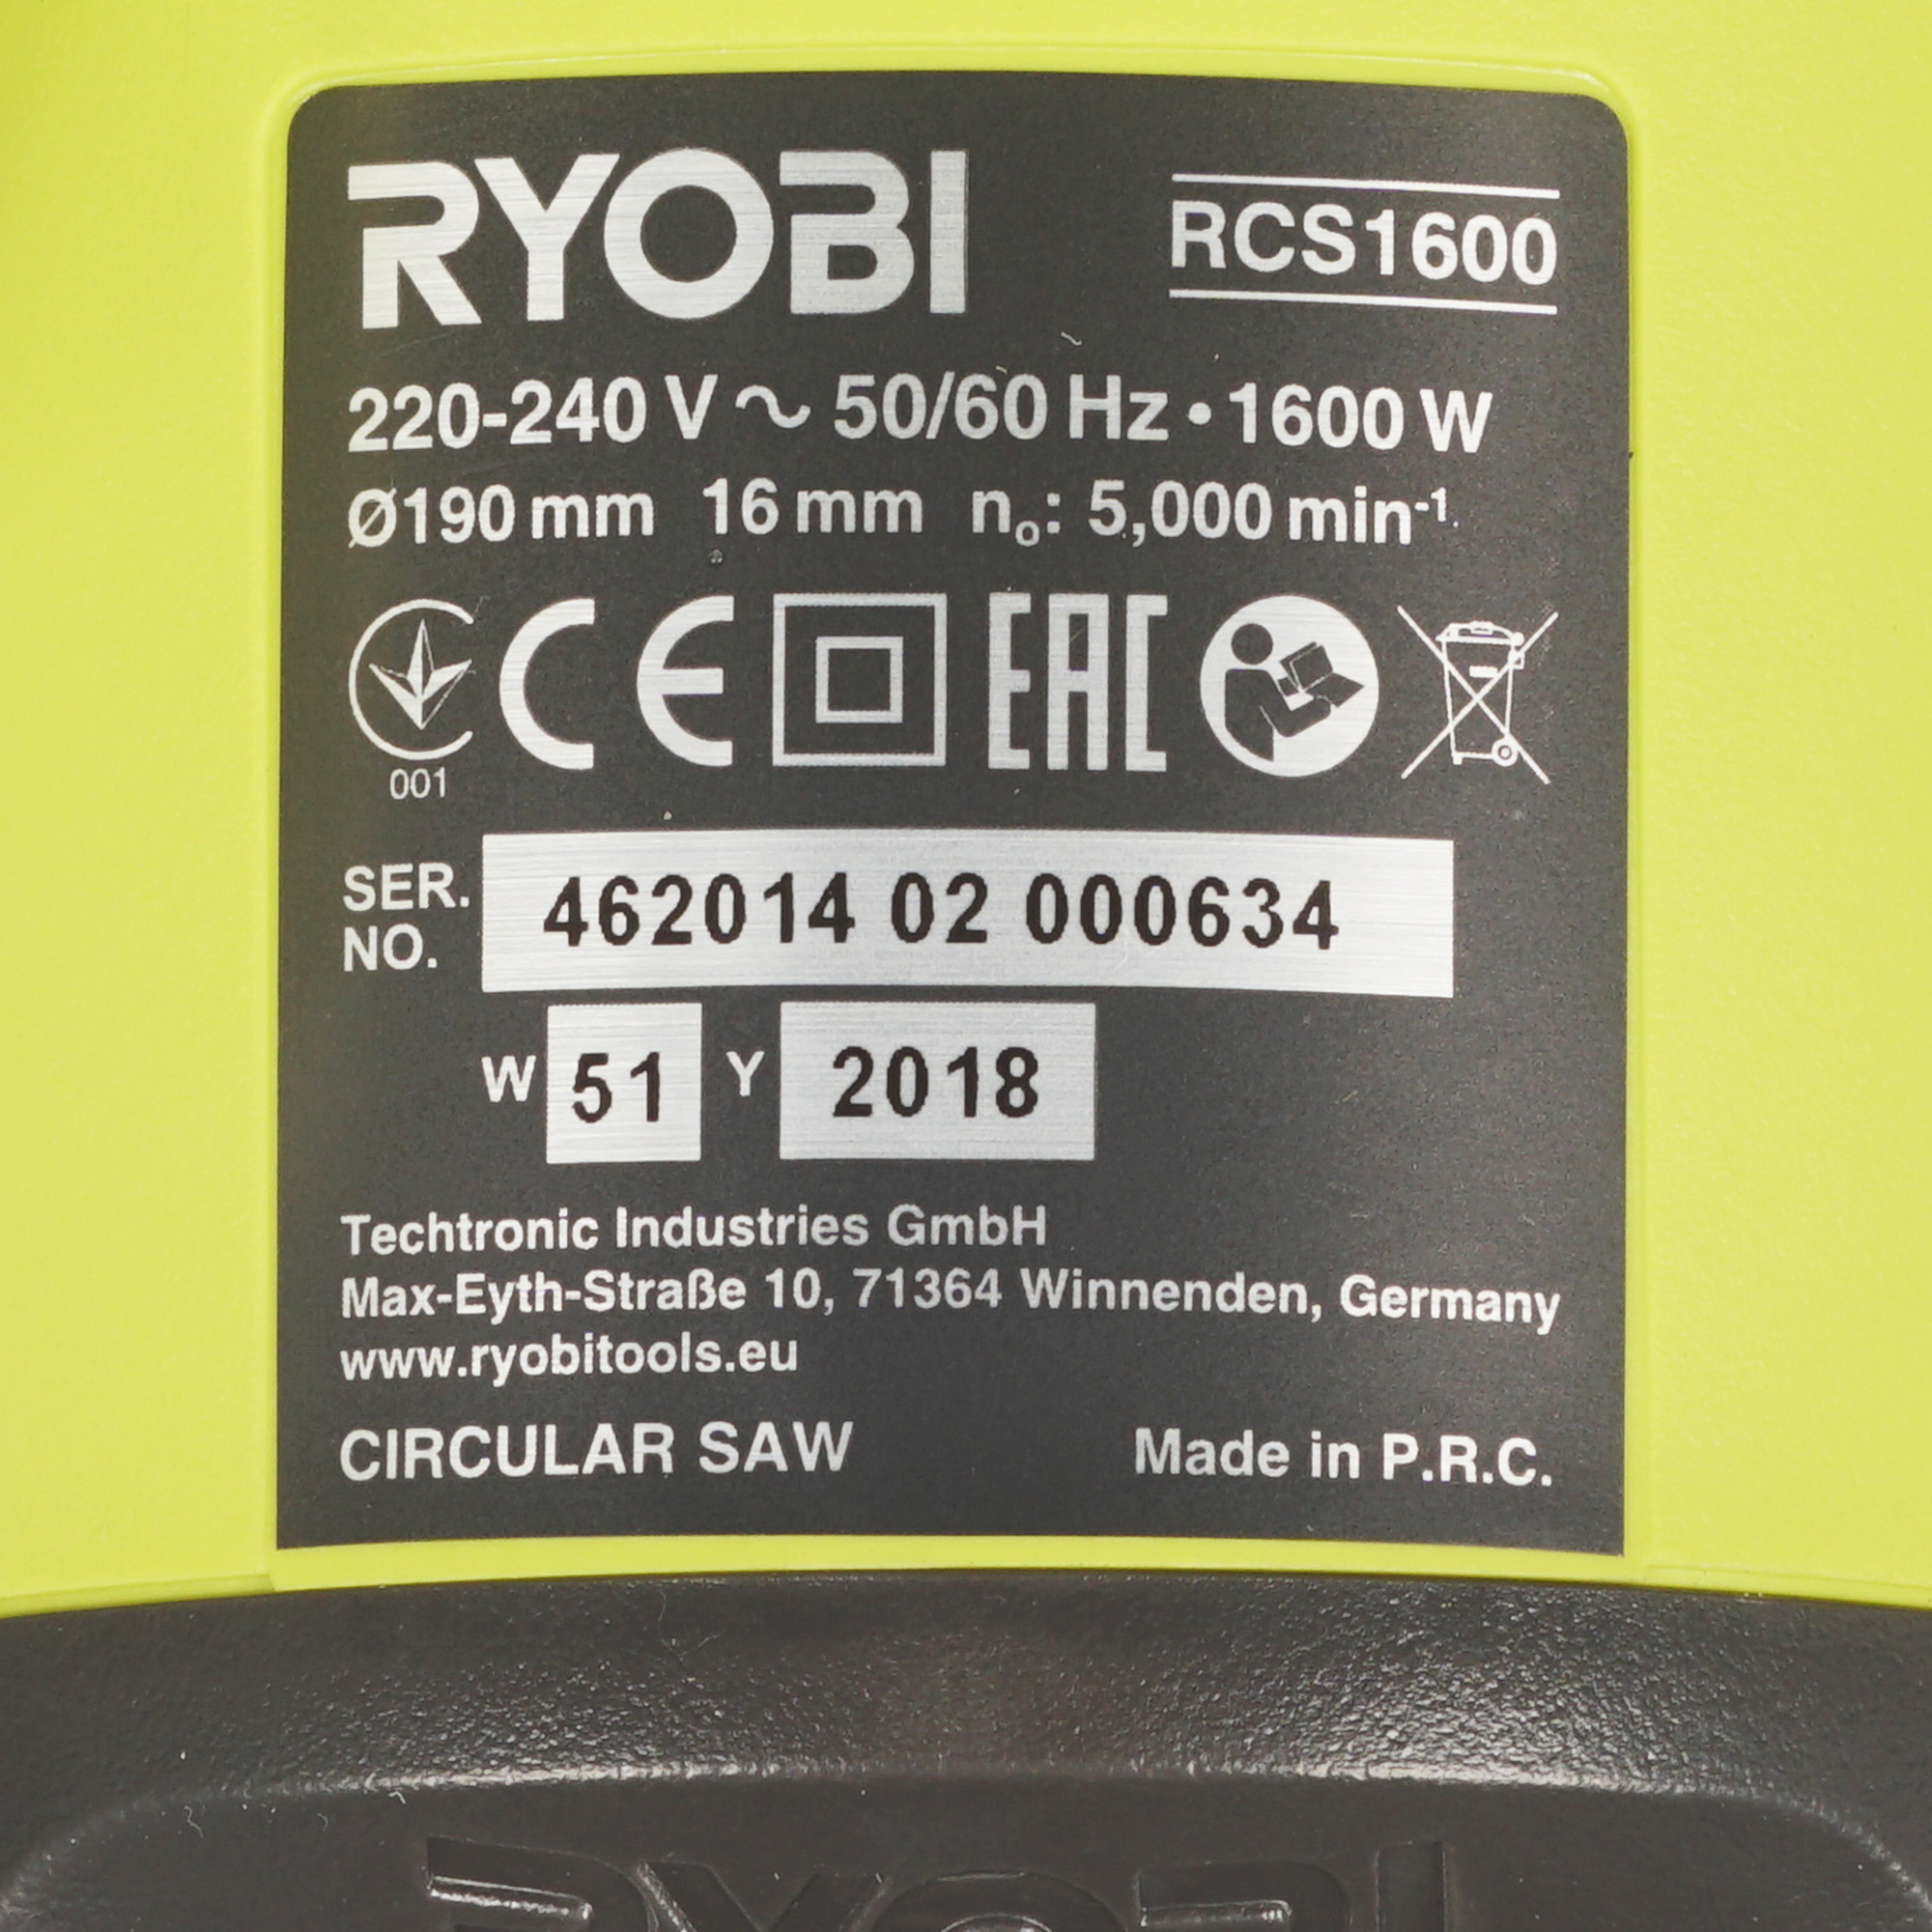 RYOBI
RCS1600
220-240 V ~ 50/60 Hz • 1600 W
Ø190 mm 16 mm n₀: 5,000 min⁻¹
CE EAC
001
SER. NO. 462014 02 000634
W 51 Y 2018
Techtronic Industries GmbH
Max-Eyth-Straße 10, 71364 Winnenden, Germany
www.ryobitools.eu
CIRCULAR SAW Made in P.R.C.
RYOBI